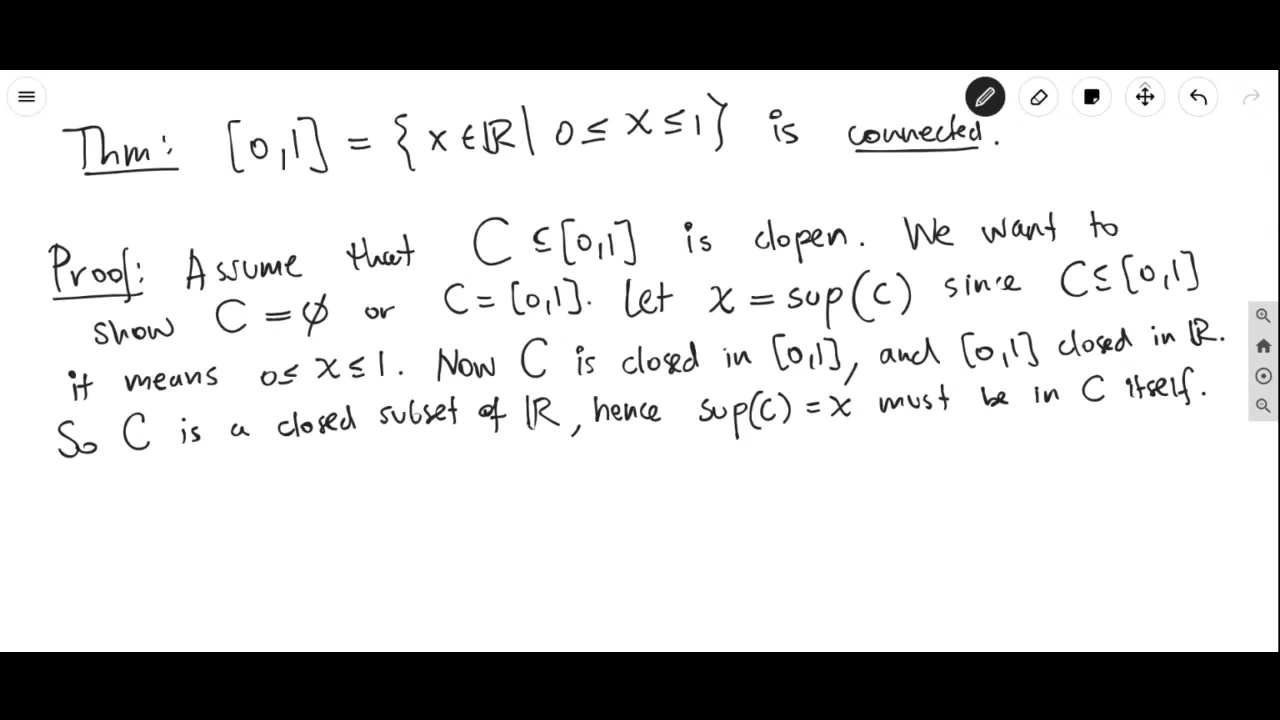 Thm: [0,1] = {x ∈ ℝ | 0 ≤ x ≤ 1} is connected.
Proof: Assume that C ⊆ [0,1] is clopen. We want to
show C = ∅ or C = [0,1]. Let x = sup(C) since C ⊆ [0,1]
it means 0 ≤ x ≤ 1. Now C is closed in [0,1], and [0,1] closed in ℝ.
So C is a closed subset of ℝ, hence sup(C) = x must be in C itself.